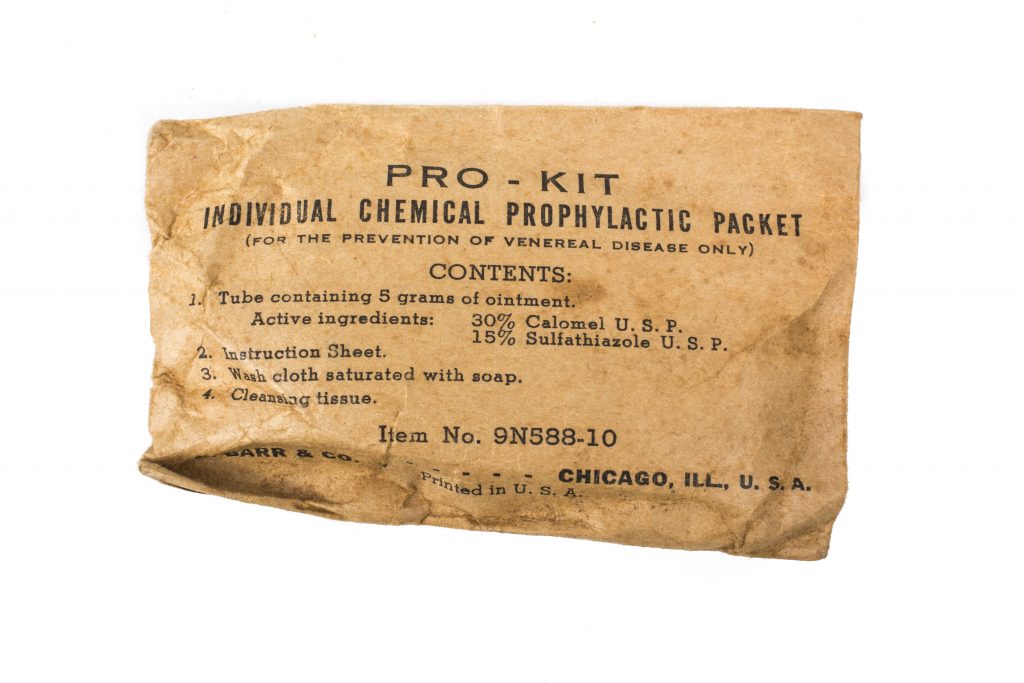 PRO - KIT
INDIVIDUAL CHEMICAL PROPHYLACTIC PACKET
(FOR THE PREVENTION OF VENEREAL DISEASE ONLY)
CONTENTS:
1. Tube containing 5 grams of ointment.
Active ingredients: 30% Calomel U. S. P.
15% Sulfathiazole U. S. P.
2. Instruction Sheet.
3. Wash cloth saturated with soap.
4. Cleansing tissue.
Item No. 9N588-10
BARR & CO. - - - - - CHICAGO, ILL., U. S. A.
Printed in U. S. A.